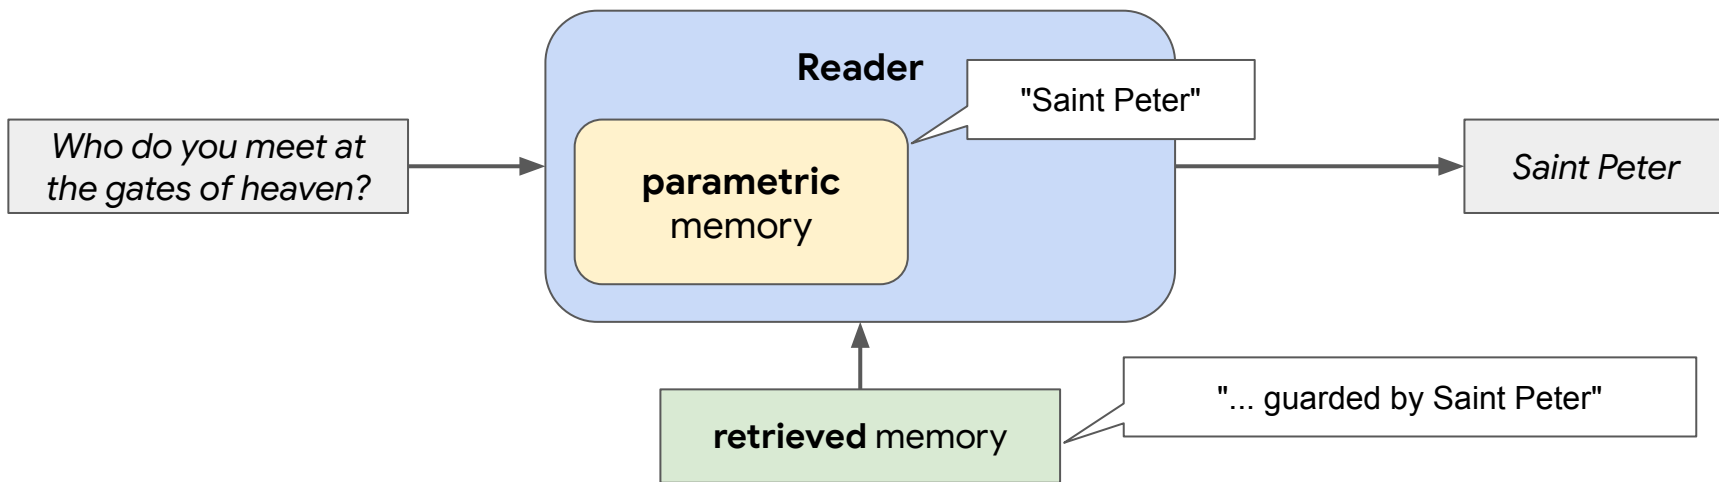 Reader
"Saint Peter"
Who do you meet at
the gates of heaven?
parametric
memory
Saint Peter
"... guarded by Saint Peter"
retrieved memory